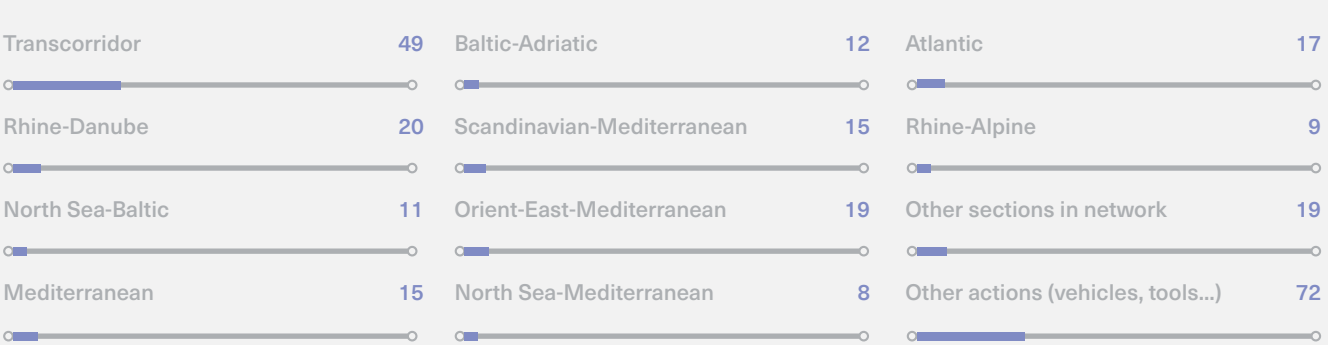 Transcorridor 49 Baltic-Adriatic 12 Atlantic 17
Rhine-Danube 20 Scandinavian-Mediterranean 15 Rhine-Alpine 9
North Sea-Baltic 11 Orient-East-Mediterranean 19 Other sections in network 19
Mediterranean 15 North Sea-Mediterranean 8 Other actions (vehicles, tools...) 72